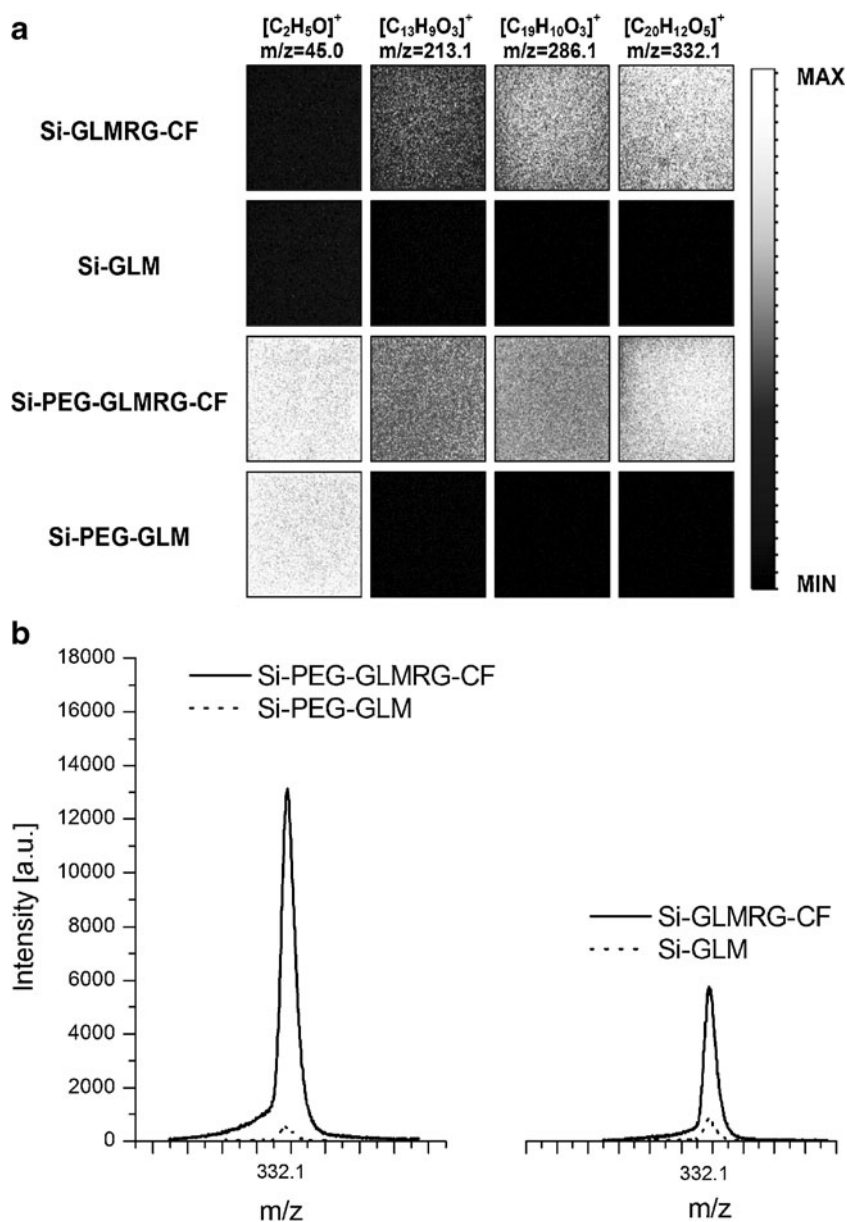 a
[C₂H₅O]⁺ [C₁₃H₉O₃]⁺ [C₁₉H₁₀O₃]⁺ [C₂₀H₁₂O₅]⁺
m/z=45.0 m/z=213.1 m/z=286.1 m/z=332.1
MAX
Si-GLMRG-CF
Si-GLM
Si-PEG-GLMRG-CF
Si-PEG-GLM
MIN
b
18000
16000
14000
12000
10000
8000
6000
4000
2000
0
Intensity [a.u.]
Si-PEG-GLMRG-CF
Si-PEG-GLM
332.1
m/z
Si-GLMRG-CF
Si-GLM
332.1
m/z